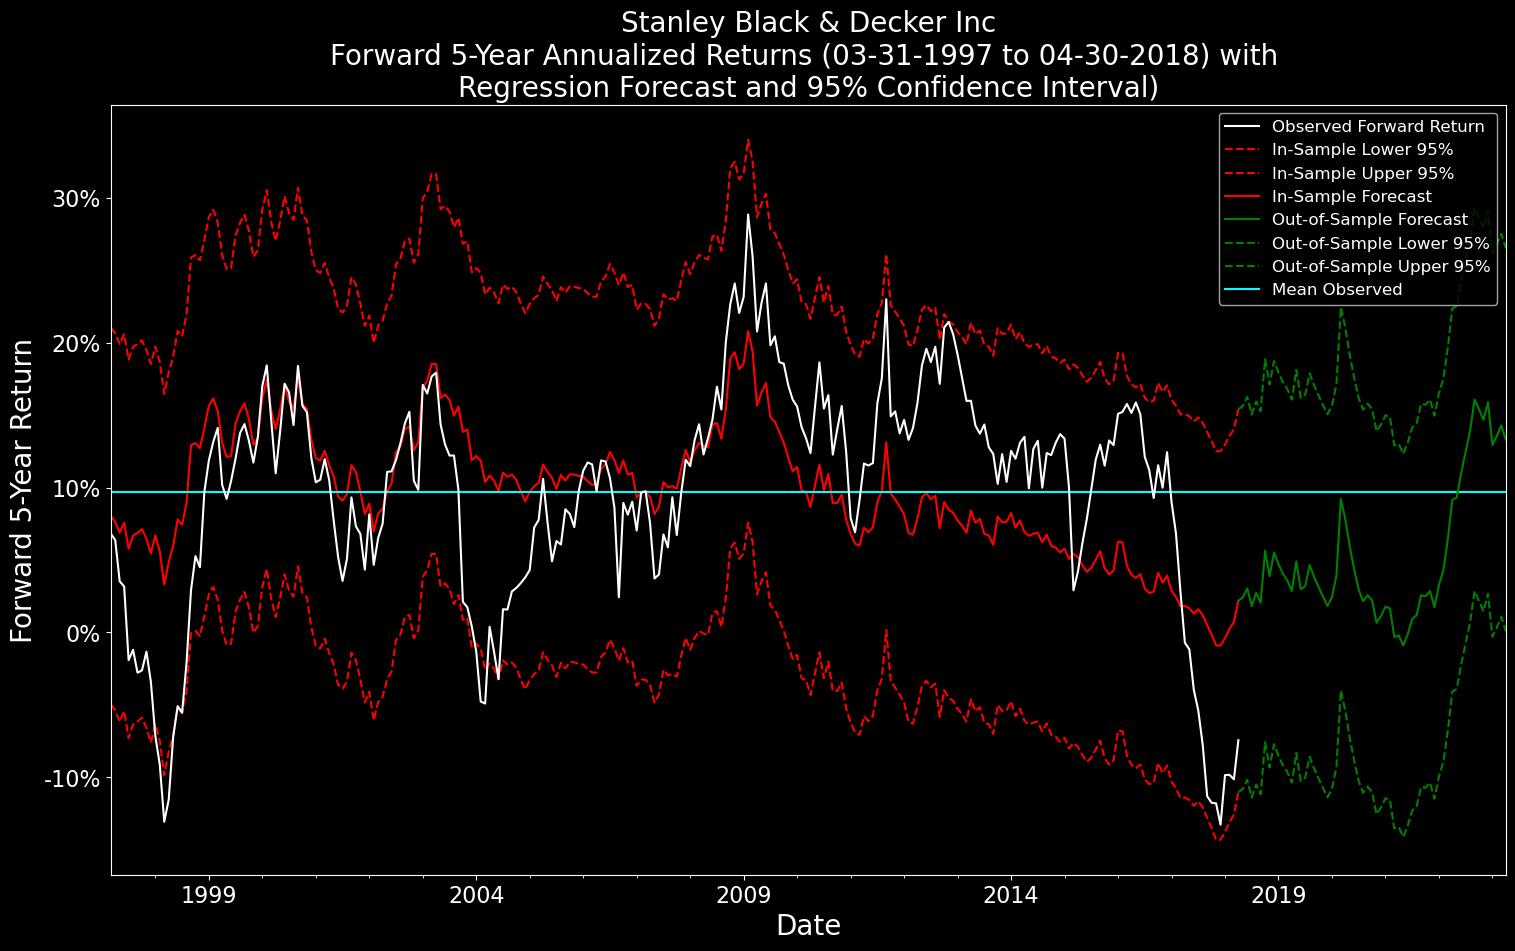 Stanley Black & Decker Inc
Forward 5-Year Annualized Returns (03-31-1997 to 04-30-2018) with
Regression Forecast and 95% Confidence Interval)
Observed Forward Return
In-Sample Lower 95%
In-Sample Upper 95%
In-Sample Forecast
Out-of-Sample Forecast
Out-of-Sample Lower 95%
Out-of-Sample Upper 95%
Mean Observed
Forward 5-Year Return
30%
20%
10%
0%
-10%
1999
2004
2009
2014
2019
Date